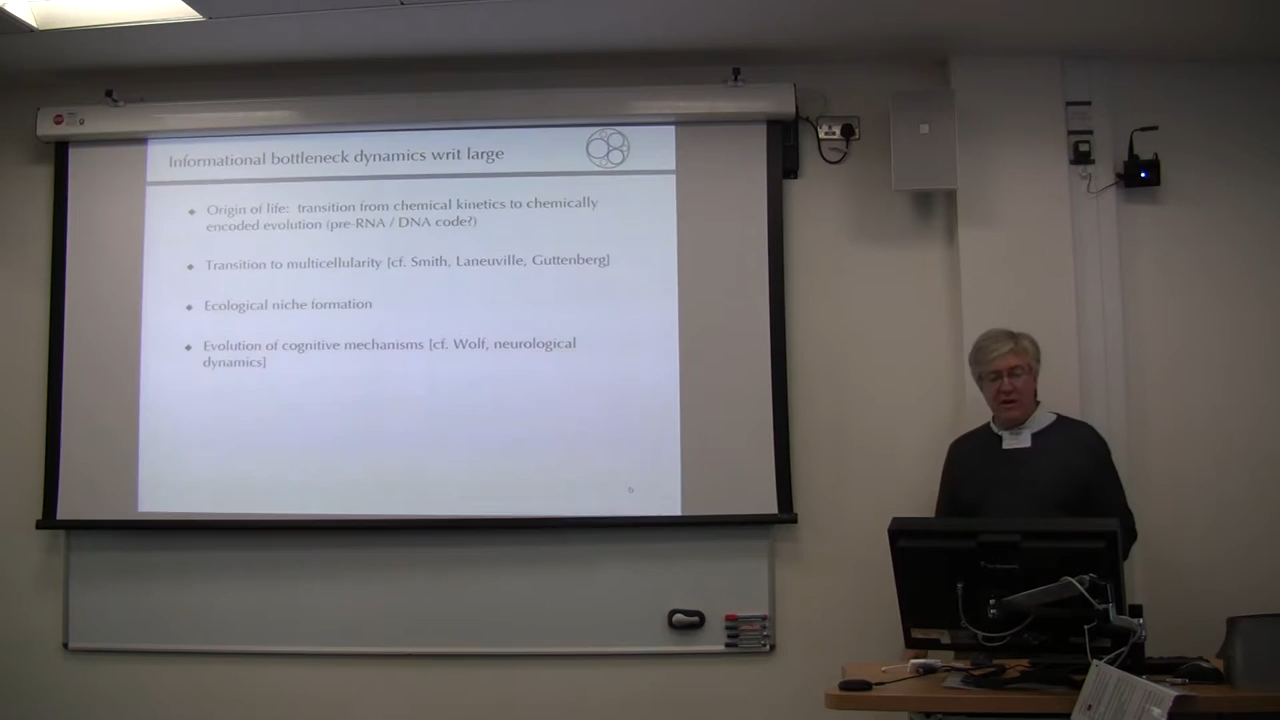 Informational bottleneck dynamics writ large
Origin of life: transition from chemical kinetics to chemically
encoded evolution (pre-RNA / DNA code?)
Transition to multicellularity [cf. Smith, Laneuville, Guttenberg]
Ecological niche formation
Evolution of cognitive mechanisms [cf. Wolf, neurological
dynamics]
6